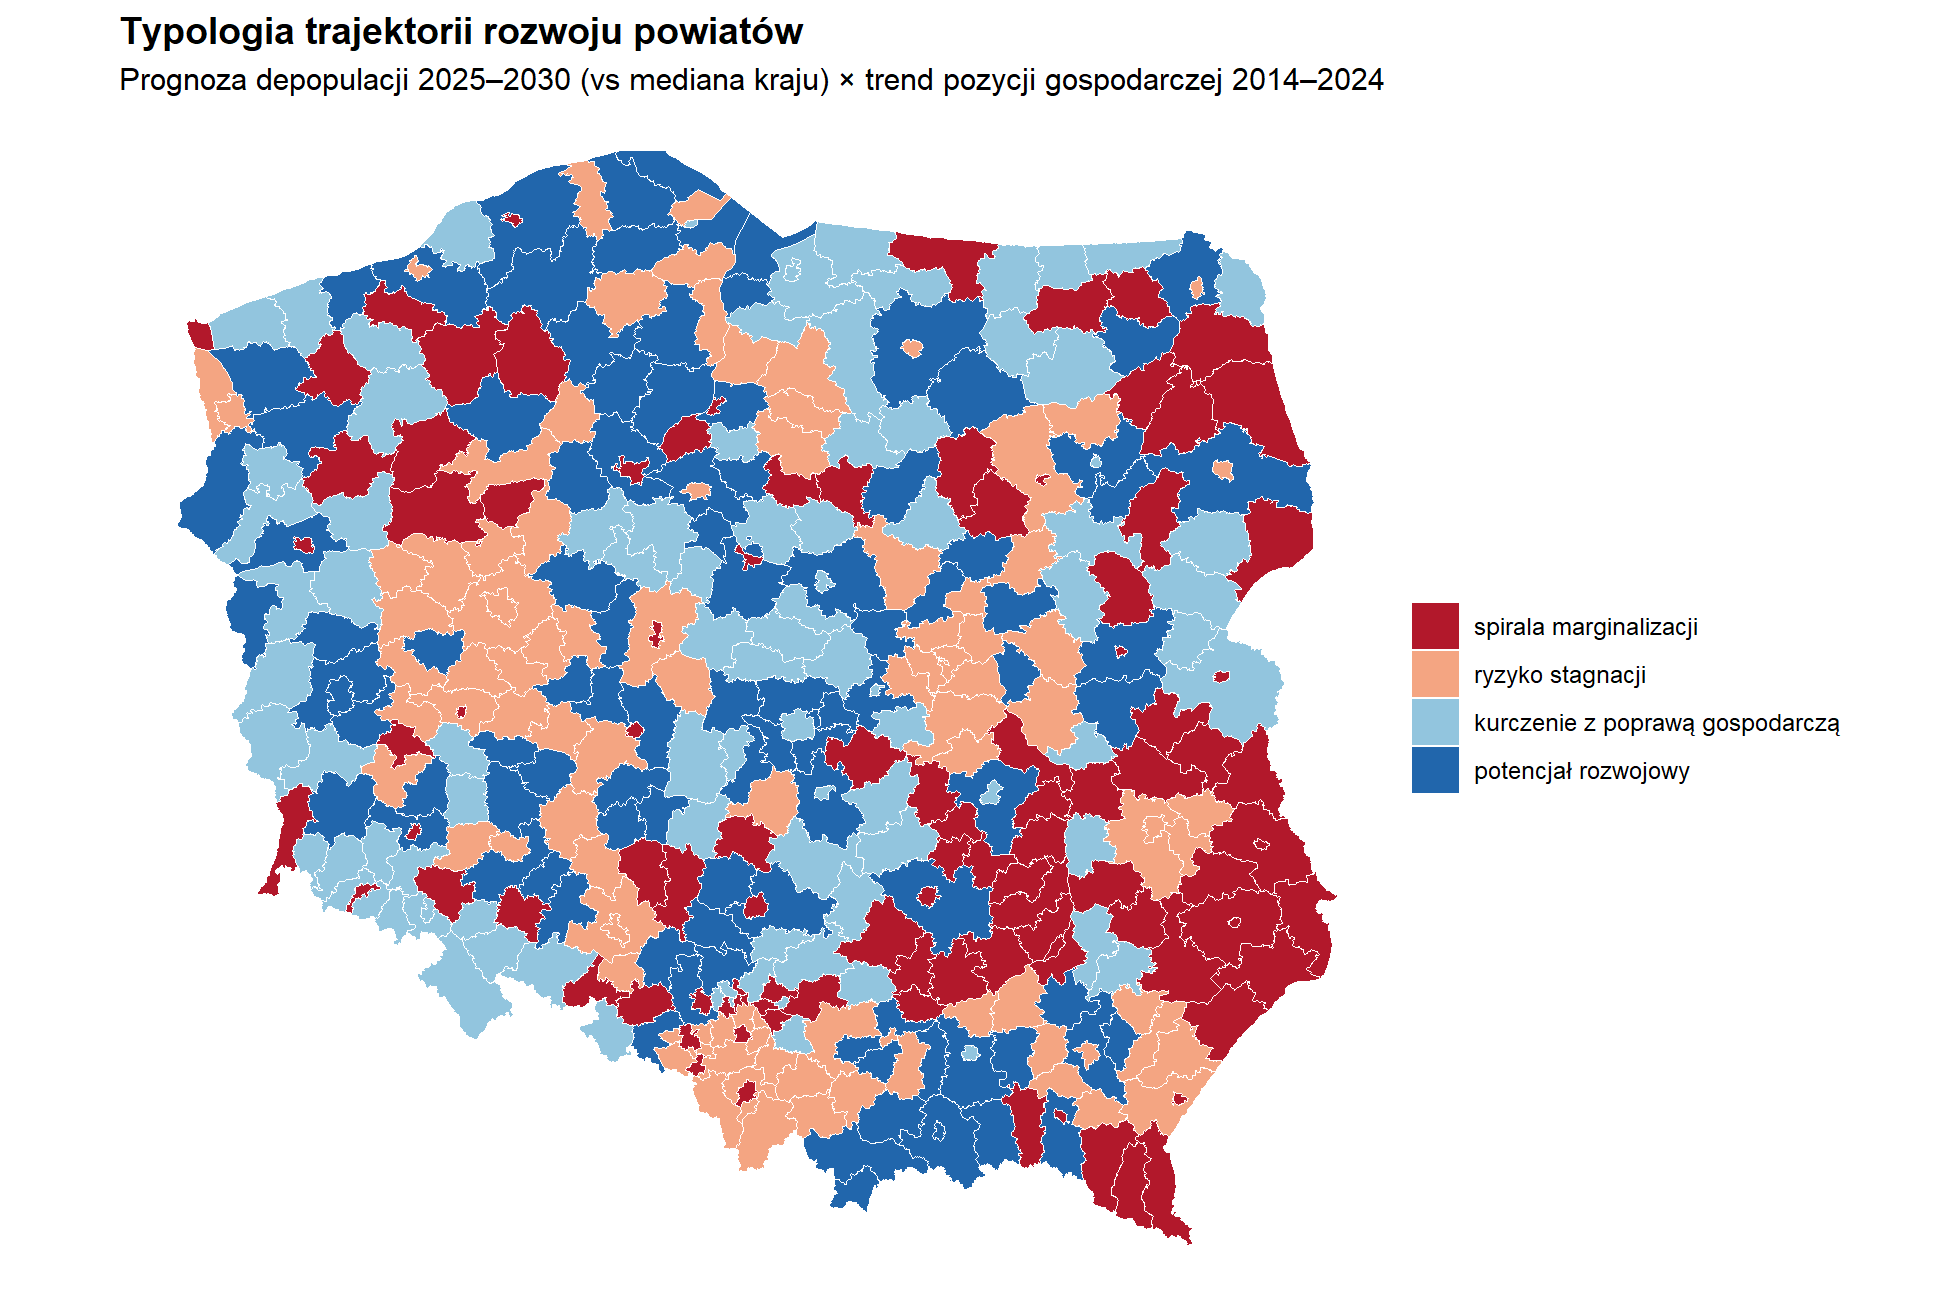 Typologia trajektorii rozwoju powiatów
Prognoza depopulacji 2025–2030 (vs mediana kraju) × trend pozycji gospodarczej 2014–2024
spirala marginalizacji
ryzyko stagnacji
kurczenie z poprawą gospodarczą
potencjał rozwojowy